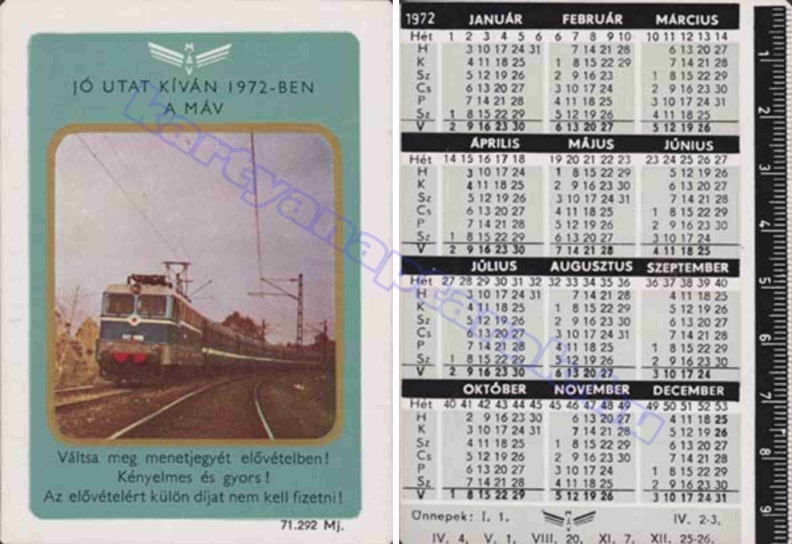 MÁV
JÓ UTAT KÍVÁN 1972-BEN
A MÁV
Váltsa meg menetjegyét elővételben!
Kényelmes és gyors!
Az elővételért külön díjat nem kell fizetni!
71.292 Mj.
1972 JANUÁR FEBRUÁR MÁRCIUS
Hét 1 2 3 4 5 6 6 7 8 9 10 10 11 12 13 14
H 3 10 17 24 31 7 14 21 28 6 13 20 27
K 4 11 18 25 1 8 15 22 29 7 14 21 28
Sz 5 12 19 26 2 9 16 23 1 8 15 22 29
Cs 6 13 20 27 3 10 17 24 2 9 16 23 30
P 7 14 21 28 4 11 18 25 3 10 17 24 31
Sz 1 8 15 22 29 5 12 19 26 4 11 18 25
V 2 9 16 23 30 6 13 20 27 5 12 19 26
ÁPRILIS MÁJUS JÚNIUS
Hét 14 15 16 17 18 19 20 21 22 23 23 24 25 26 27
H 3 10 17 24 1 8 15 22 29 5 12 19 26
K 4 11 18 25 2 9 16 23 30 6 13 20 27
Sz 5 12 19 26 3 10 17 24 31 7 14 21 28
Cs 6 13 20 27 4 11 18 25 1 8 15 22 29
P 7 14 21 28 5 12 19 26 2 9 16 23 30
Sz 1 8 15 22 29 6 13 20 27 3 10 17 24
V 2 9 16 23 30 7 14 21 28 4 11 18 25
JÚLIUS AUGUSZTUS SZEPTEMBER
Hét 27 28 29 30 31 32 32 33 34 35 36 36 37 38 39 40
H 3 10 17 24 31 7 14 21 28 4 11 18 25
K 4 11 18 25 1 8 15 22 29 5 12 19 26
Sz 5 12 19 26 2 9 16 23 30 6 13 20 27
Cs 6 13 20 27 3 10 17 24 31 7 14 21 28
P 7 14 21 28 4 11 18 25 1 8 15 22 29
Sz 1 8 15 22 29 5 12 19 26 2 9 16 23 30
V 2 9 16 23 30 6 13 20 27 3 10 17 24
OKTÓBER NOVEMBER DECEMBER
Hét 40 41 42 43 44 45 45 46 47 48 49 49 50 51 52 53
H 2 9 16 23 30 6 13 20 27 4 11 18 25
K 3 10 17 24 31 7 14 21 28 5 12 19 26
Sz 4 11 18 25 1 8 15 22 29 6 13 20 27
Cs 5 12 19 26 2 9 16 23 30 7 14 21 28
P 6 13 20 27 3 10 17 24 1 8 15 22 29
Sz 7 14 21 28 4 11 18 25 2 9 16 23 30
V 1 8 15 22 29 5 12 19 26 3 10 17 24 31
Ünnepek: I. 1. MÁV IV. 2-3,
IV. 4, V. 1, VIII. 20, XI. 7, XII. 25-26.
1 2 3 4 5 6 7 8 9